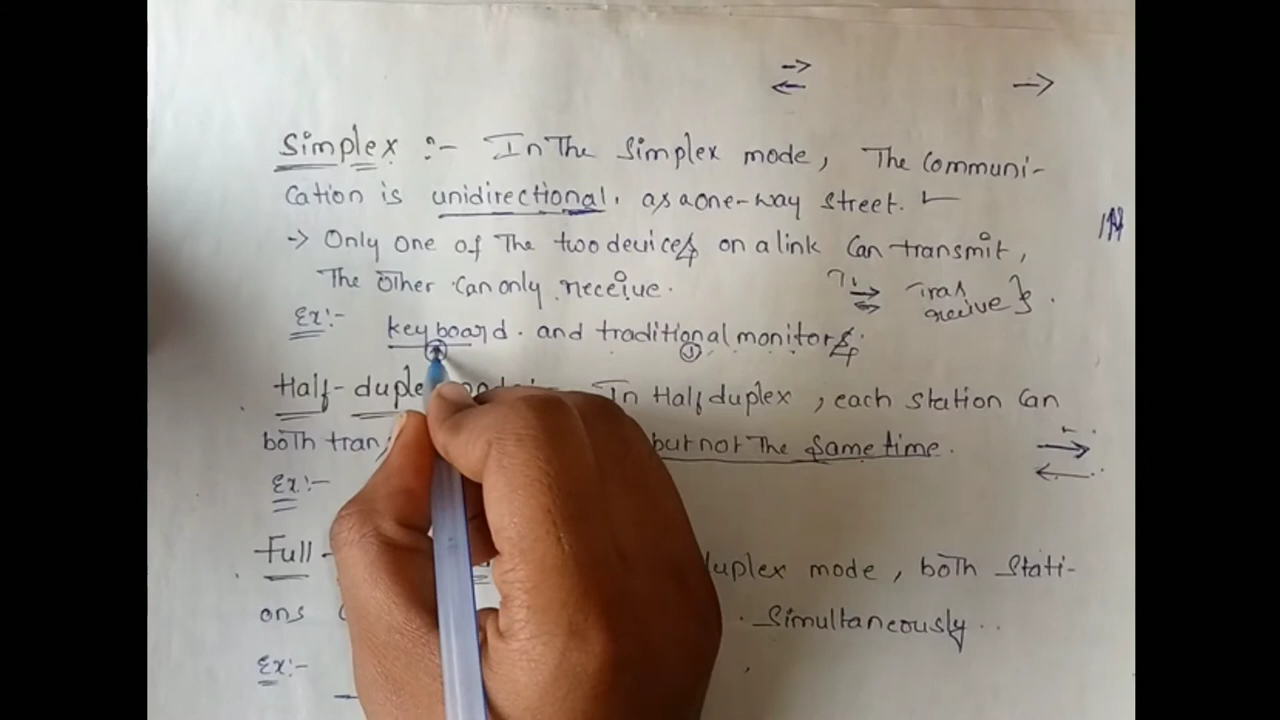 Simplex :- In The Simplex mode, The Communi-
cation is unidirectional. as a one-way street.
-> Only one of The two devices on a link Can transmit,
The other Can only receive.
Ex:- keyboard. and traditional monitors.
Half-duple :- In Half duplex, each station Can
both tran but not The same time.
Ex:-
Full - duplex mode, both Stati-
ons Simultaneously..
Ex:-